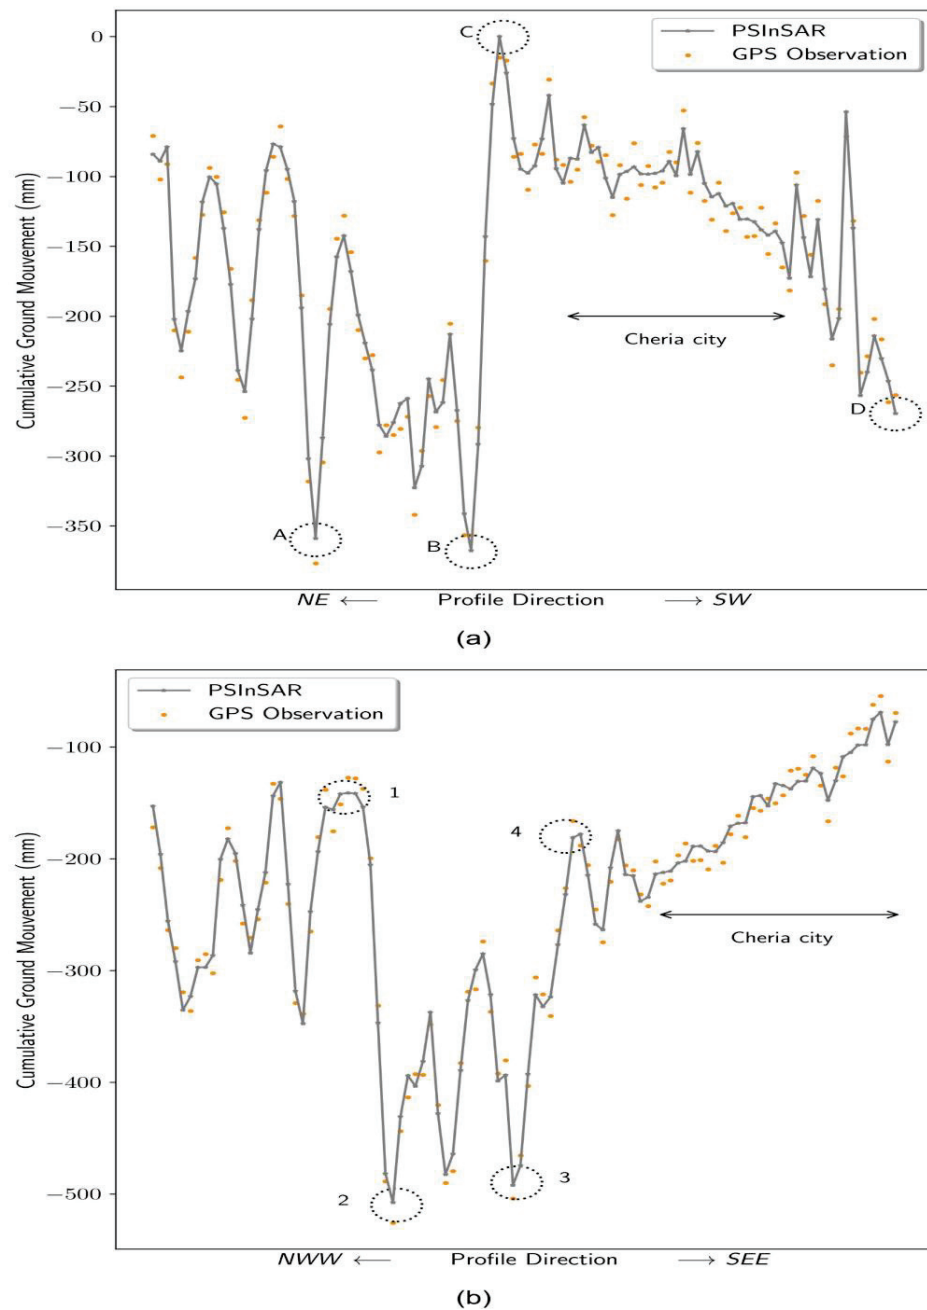 0
−50
−100
−150
−200
−250
−300
−350
Cumulative Ground Mouvement (mm)
PSInSAR
GPS Observation
C
A
B
D
Cheria city
NE ← Profile Direction → SW
(a)
−100
−200
−300
−400
−500
Cumulative Ground Mouvement (mm)
PSInSAR
GPS Observation
1
4
2
3
Cheria city
NWW ← Profile Direction → SEE
(b)